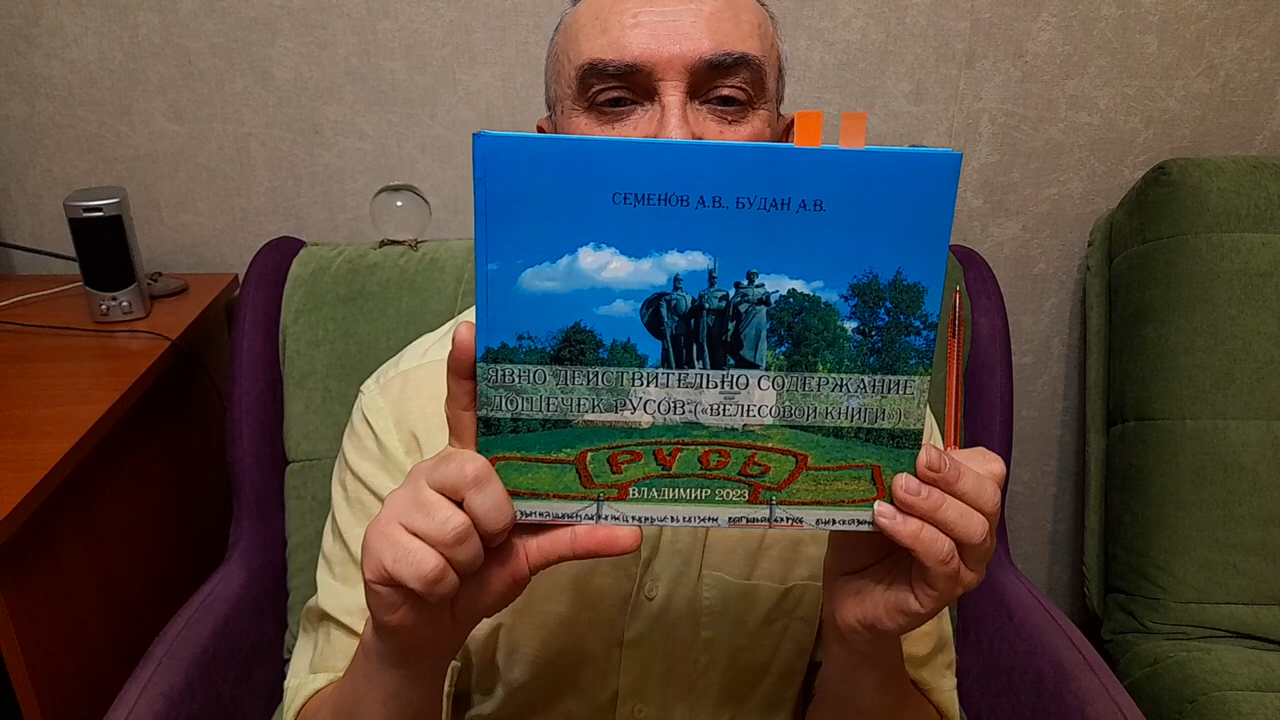 СЕМЕНОВ А.В., БУДАН А.В.
ЯВНО ДЕЙСТВИТЕЛЬНО СОДЕРЖАНИЕ
ДОЩЕЧЕК РУСОВ («ВЕЛЕСОВОЙ КНИГИ»)
РУСЬ
ВЛАДИМИР 2023